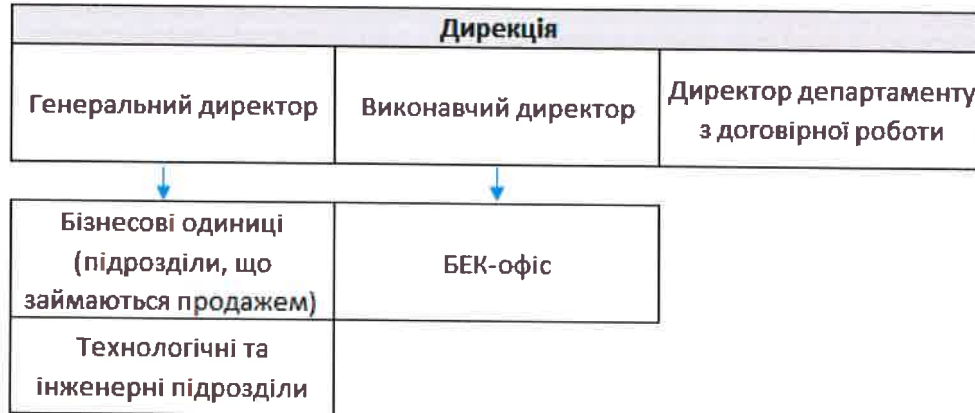 Дирекція
Генеральний директор
Виконавчий директор
Директор департаменту
з договірної роботи
Бізнесові одиниці
(підрозділи, що
займаються продажем)
БЕК-офіс
Технологічні та
інженерні підрозділи